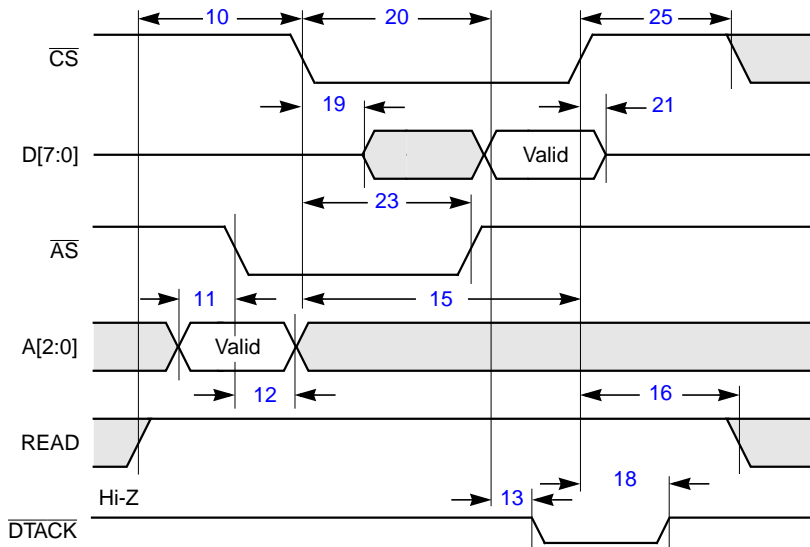 10 20 25
CS
19 21
D[7:0] Valid
23
AS
11 15
A[2:0] Valid
12 16
READ
Hi-Z 13 18
DTACK